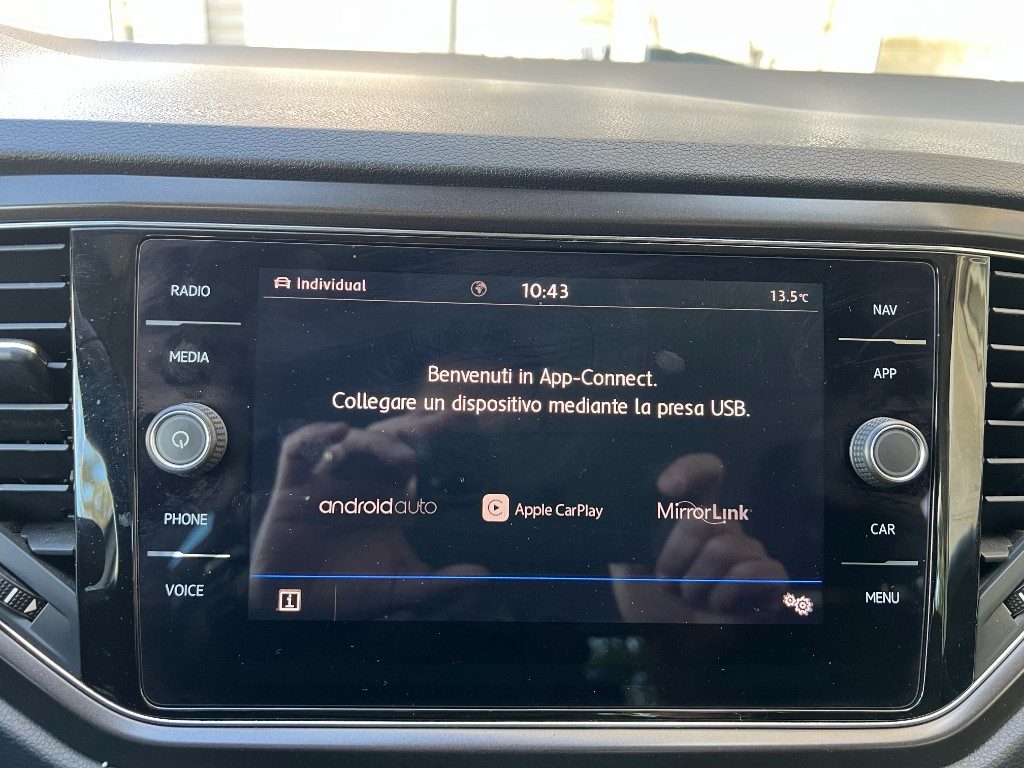 RADIO
MEDIA
PHONE
VOICE
Individual 10:43 13.5°C
Benvenuti in App-Connect.
Collegare un dispositivo mediante la presa USB.
androidauto Apple CarPlay MirrorLink
i
NAV
APP
CAR
MENU